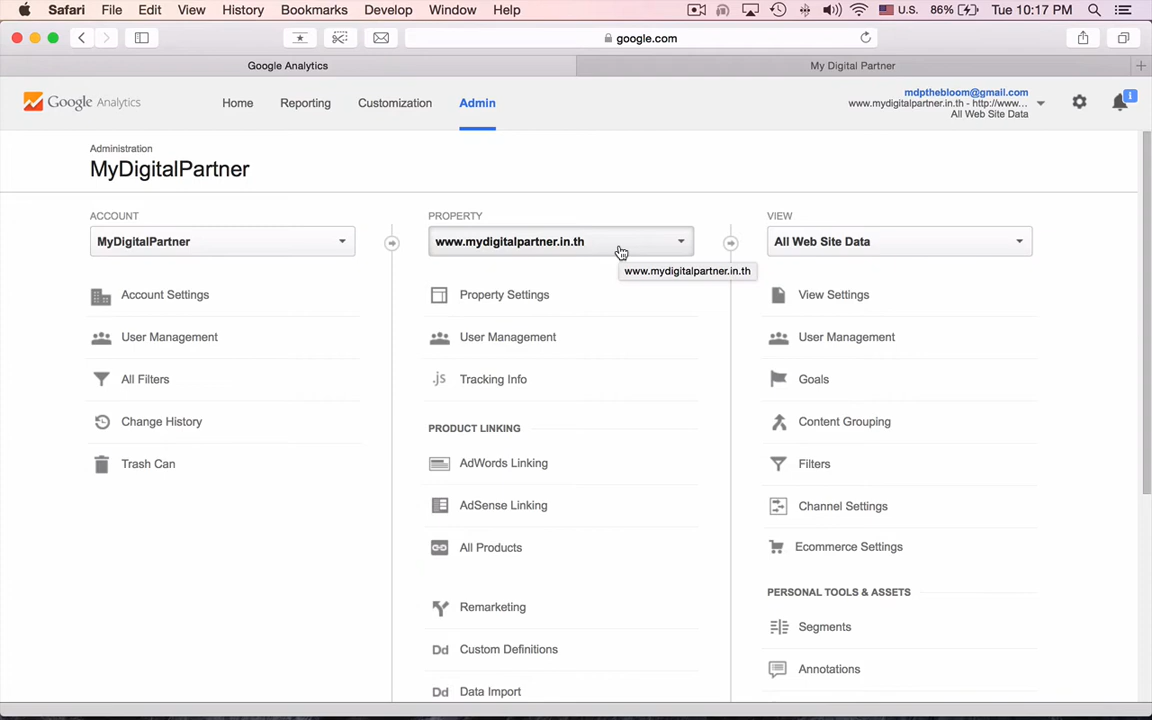 Safari File Edit View History Bookmarks Develop Window Help U.S. 86% Tue 10:17 PM
google.com
Google Analytics My Digital Partner
Google Analytics Home Reporting Customization Admin
mdpthebloom@gmail.com
www.mydigitalpartner.in.th - http://www...
All Web Site Data
i
Administration
MyDigitalPartner
ACCOUNT
MyDigitalPartner
Account Settings
User Management
All Filters
Change History
Trash Can
PROPERTY
www.mydigitalpartner.in.th
www.mydigitalpartner.in.th
Property Settings
User Management
.js Tracking Info
PRODUCT LINKING
AdWords Linking
AdSense Linking
All Products
Remarketing
Dd Custom Definitions
Dd Data Import
VIEW
All Web Site Data
View Settings
User Management
Goals
Content Grouping
Filters
Channel Settings
Ecommerce Settings
PERSONAL TOOLS & ASSETS
Segments
Annotations